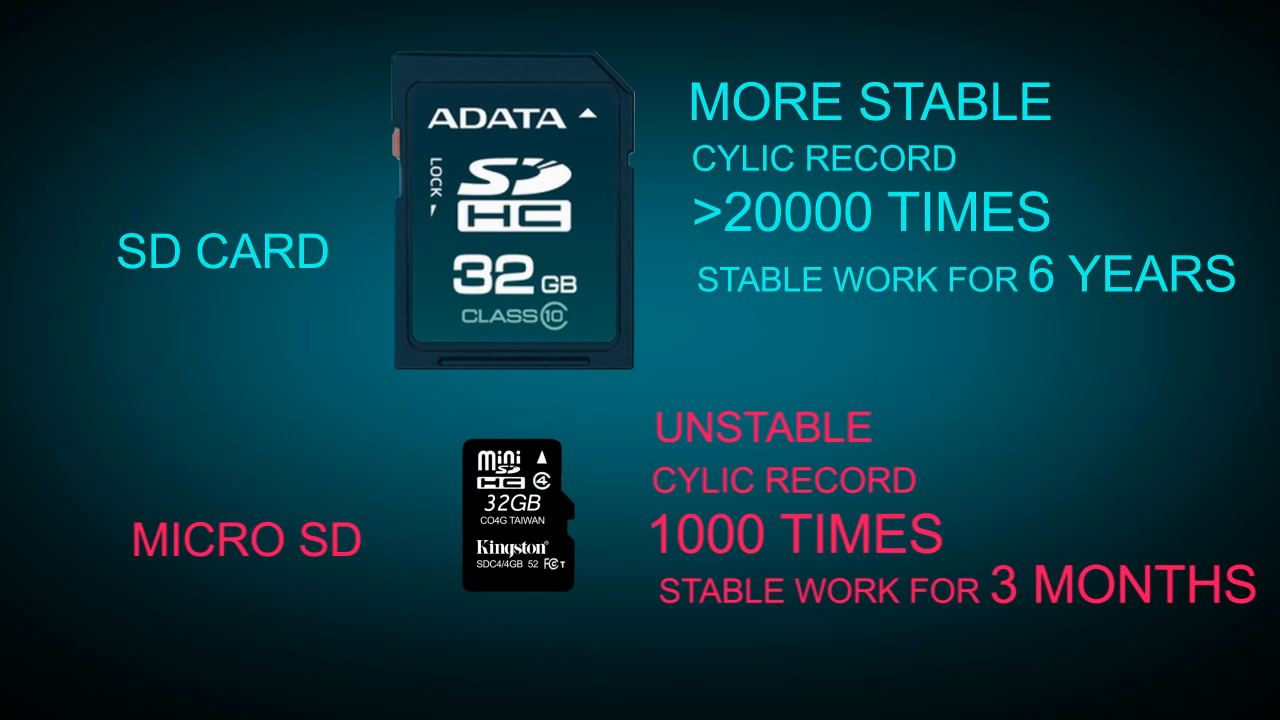 SD CARD
ADATA
LOCK
SD
HC
32 GB
CLASS 10
MORE STABLE
CYLIC RECORD
>20000 TIMES
STABLE WORK FOR 6 YEARS
MICRO SD
mini
SD
HC 4
32GB
CO4G TAIWAN
Kingston®
SDC4/4GB 52 FC T
UNSTABLE
CYLIC RECORD
1000 TIMES
STABLE WORK FOR 3 MONTHS